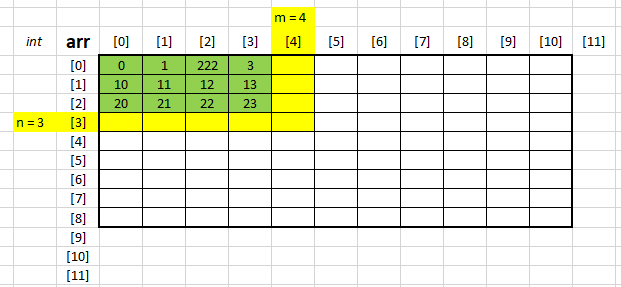 m = 4
int arr [0] [1] [2] [3] [4] [5] [6] [7] [8] [9] [10] [11]
[0] 0 1 222 3
[1] 10 11 12 13
[2] 20 21 22 23
n = 3 [3]
[4]
[5]
[6]
[7]
[8]
[9]
[10]
[11]